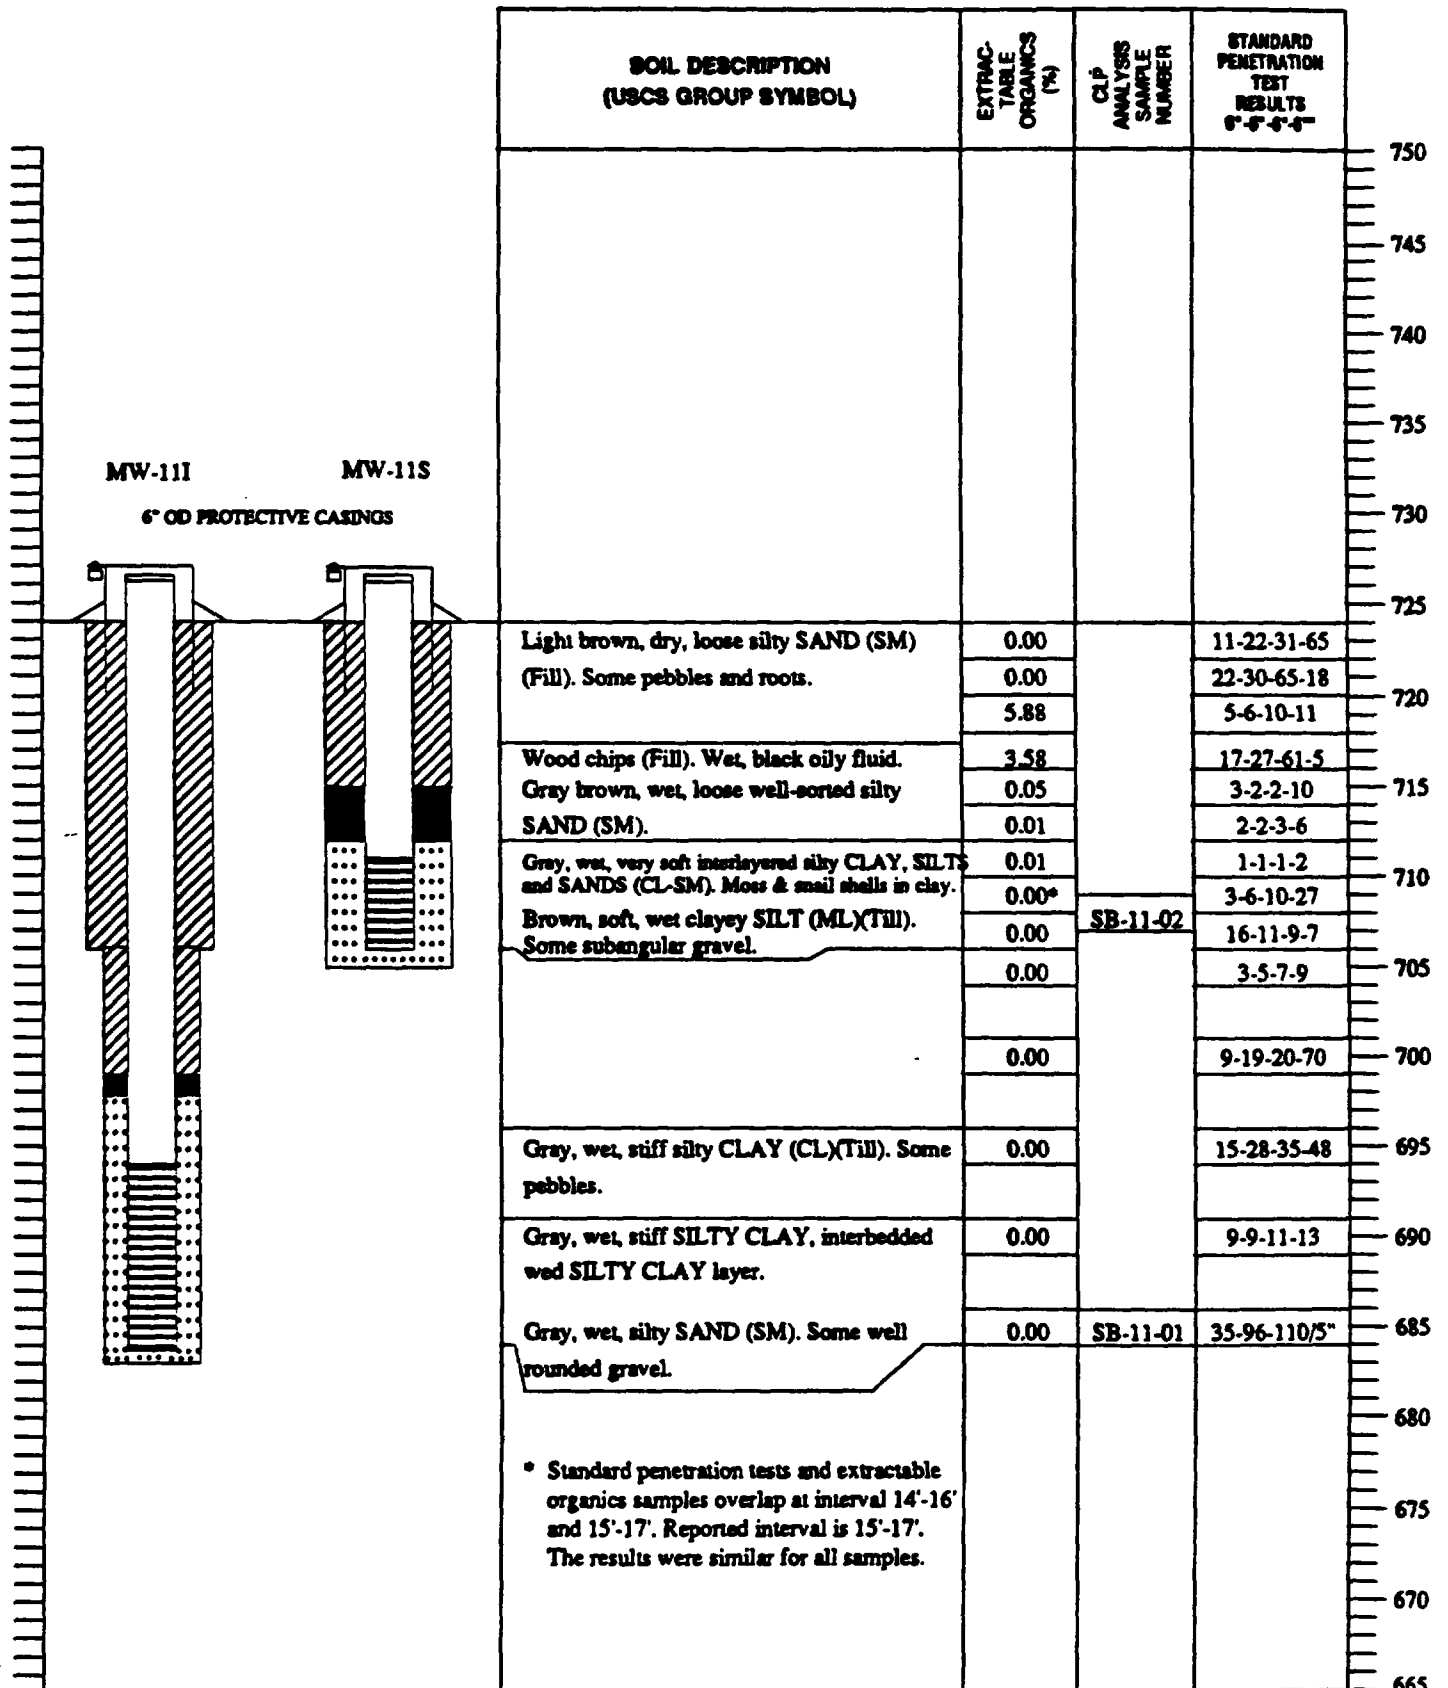 SOIL DESCRIPTION
(USCS GROUP SYMBOL)
EXTRAC-
TABLE
ORGANICS
(%)
CLP
ANALYSIS
SAMPLE
NUMBER
STANDARD
PENETRATION
TEST
RESULTS
6"-6"-6"-6"
750
745
740
735
MW-11I MW-11S
6" OD PROTECTIVE CASINGS
730
725
Light brown, dry, loose silty SAND (SM) 0.00 11-22-31-65
(Fill). Some pebbles and roots. 0.00 22-30-65-18
720
5.88 5-6-10-11
Wood chips (Fill). Wet, black oily fluid. 3.58 17-27-61-5
Gray brown, wet, loose well-sorted silty 0.05 3-2-2-10 715
SAND (SM). 0.01 2-2-3-6
Gray, wet, very soft interlayered silty CLAY, SILTS 0.01 1-1-1-2
710
and SANDS (CL-SM). Moss & snail shells in clay. 0.00* 3-6-10-27
Brown, soft, wet clayey SILT (ML)(Till). SB-11-02
Some subangular gravel. 0.00 16-11-9-7
0.00 3-5-7-9 705
0.00 9-19-20-70 700
Gray, wet, stiff silty CLAY (CL)(Till). Some 0.00 15-28-35-48 695
pebbles.
Gray, wet, stiff SILTY CLAY, interbedded 0.00 9-9-11-13 690
wed SILTY CLAY layer.
Gray, wet, silty SAND (SM). Some well 0.00 SB-11-01 35-96-110/5" 685
rounded gravel.
680
* Standard penetration tests and extractable
organics samples overlap at interval 14'-16'
and 15'-17'. Reported interval is 15'-17'. 675
The results were similar for all samples.
670
665